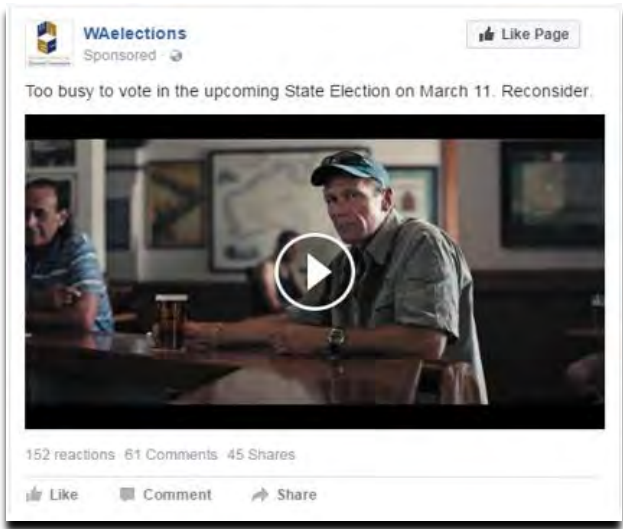 WAelections
Like Page
Sponsored
Too busy to vote in the upcoming State Election on March 11. Reconsider.
152 reactions 61 Comments 45 Shares
Like Comment Share